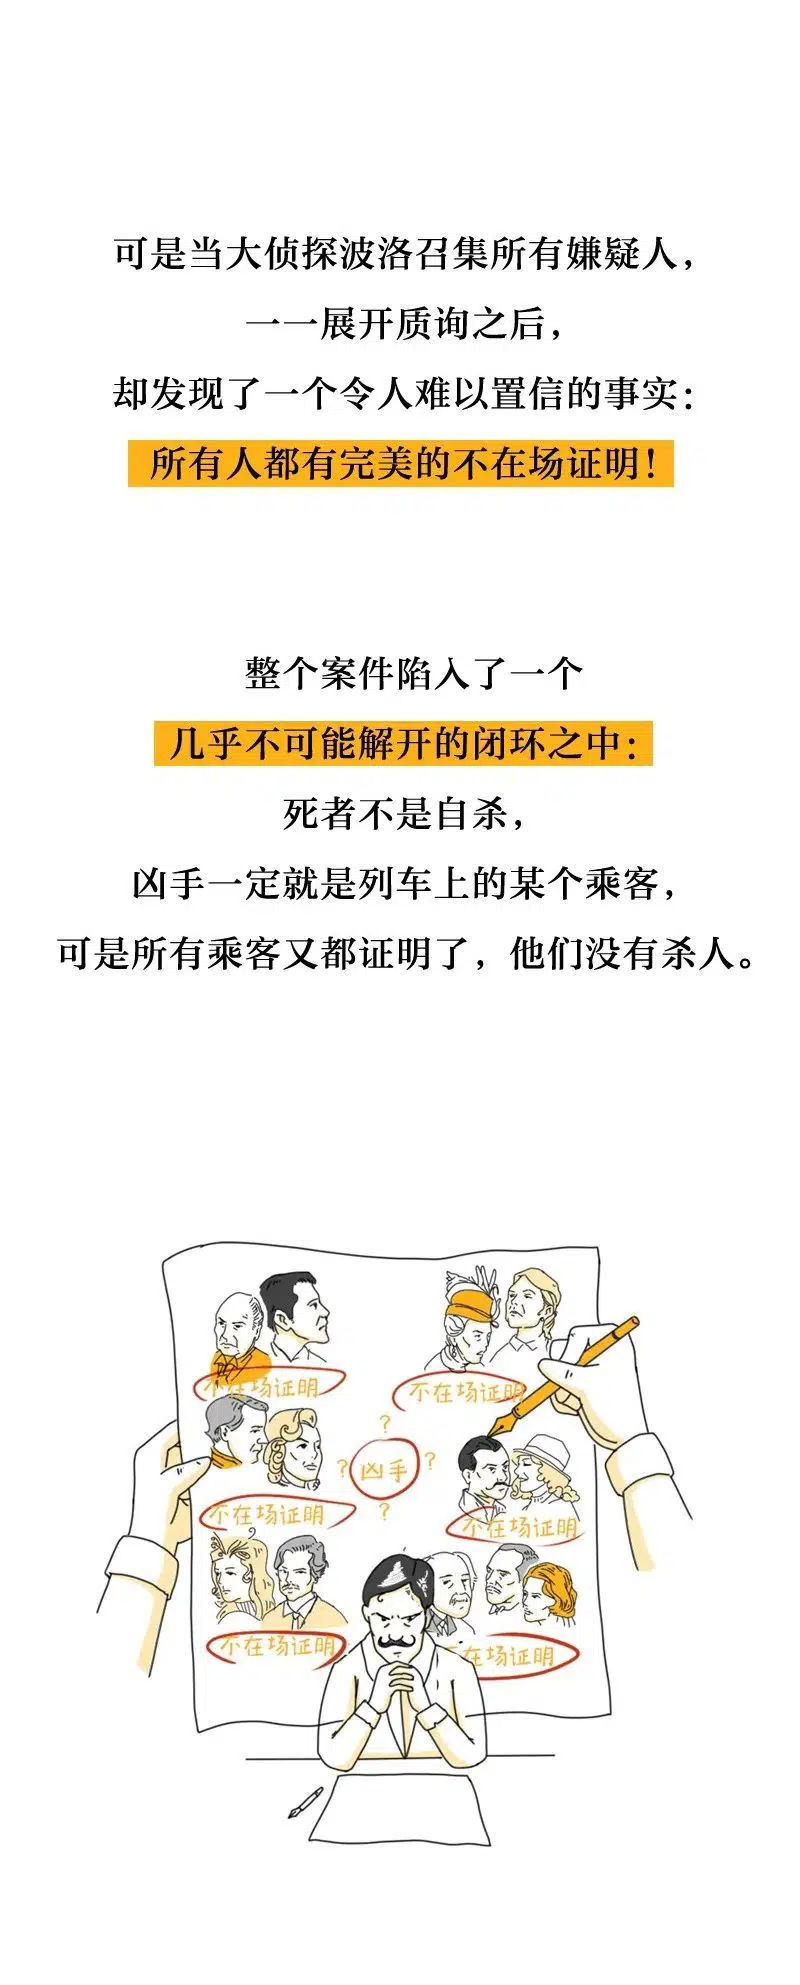 可是当大侦探波洛召集所有嫌疑人，
一一展开质询之后，
却发现了一个令人难以置信的事实：
所有人都有完美的不在场证明！
整个案件陷入了一个
几乎不可能解开的闭环之中：
死者不是自杀，
凶手一定就是列车上的某个乘客，
可是所有乘客又都证明了，他们没有杀人。
不在场证明
不在场证明
?
? 凶手 ?
?
不在场证明
不在场证明
不在场证明
在场证明